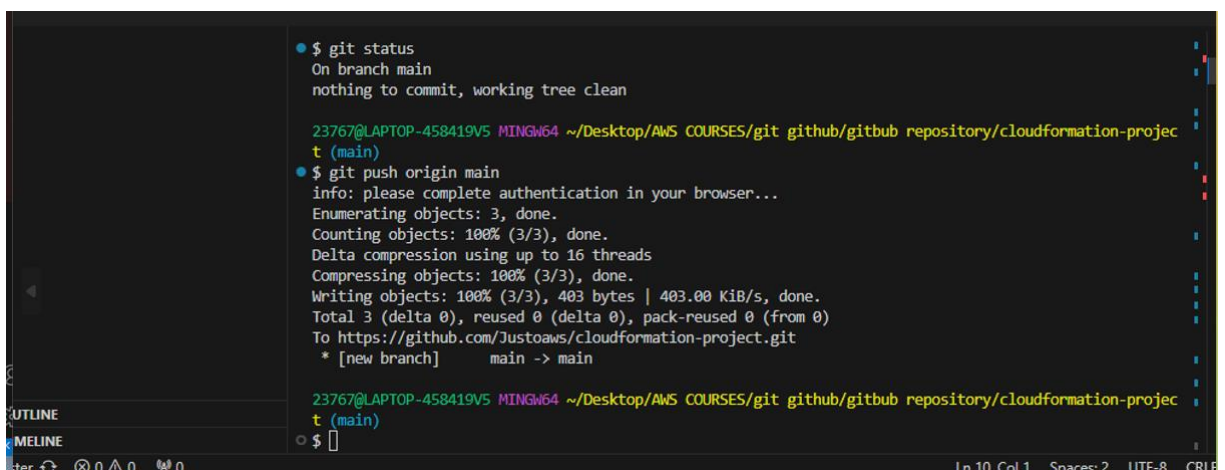 $ git status
On branch main
nothing to commit, working tree clean
23767@LAPTOP-458419V5 MINGW64 ~/Desktop/AWS COURSES/git github/gitbub repository/cloudformation-projec
t (main)
$ git push origin main
info: please complete authentication in your browser...
Enumerating objects: 3, done.
Counting objects: 100% (3/3), done.
Delta compression using up to 16 threads
Compressing objects: 100% (3/3), done.
Writing objects: 100% (3/3), 403 bytes | 403.00 KiB/s, done.
Total 3 (delta 0), reused 0 (delta 0), pack-reused 0 (from 0)
To https://github.com/Justoaws/cloudformation-project.git
 * [new branch]      main -> main
23767@LAPTOP-458419V5 MINGW64 ~/Desktop/AWS COURSES/git github/gitbub repository/cloudformation-projec
t (main)
$
UTLINE
MELINE
0 0 0 Ln 10, Col 1 Spaces: 2 UTF-8 CRLF